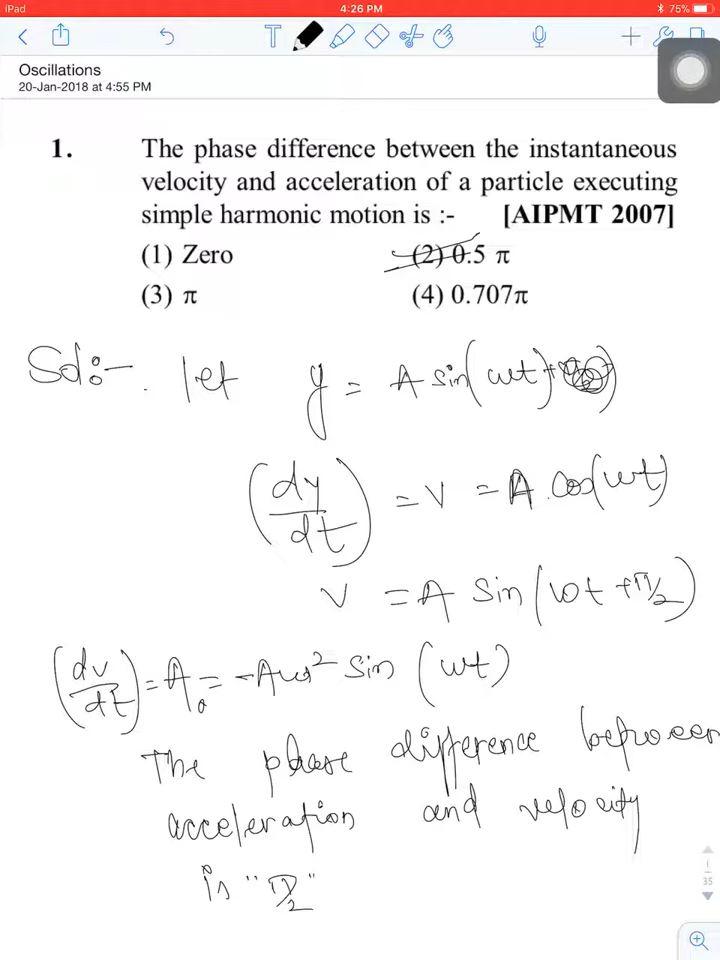 iPad 4:26 PM 75%
T
Oscillations
20-Jan-2018 at 4:55 PM
1. The phase difference between the instantaneous
velocity and acceleration of a particle executing
simple harmonic motion is :- [AIPMT 2007]
(1) Zero (2) 0.5 π
(3) π (4) 0.707π
Sol:- let y = A sin(ωt)
(dy/dt) = V = A cos(ωt)
V = A Sin(ωt + π/2)
(dv/dt) = A₀ = -Aω² Sin (ωt)
The phase difference between
acceleration and velocity
is "π/2"
1
35